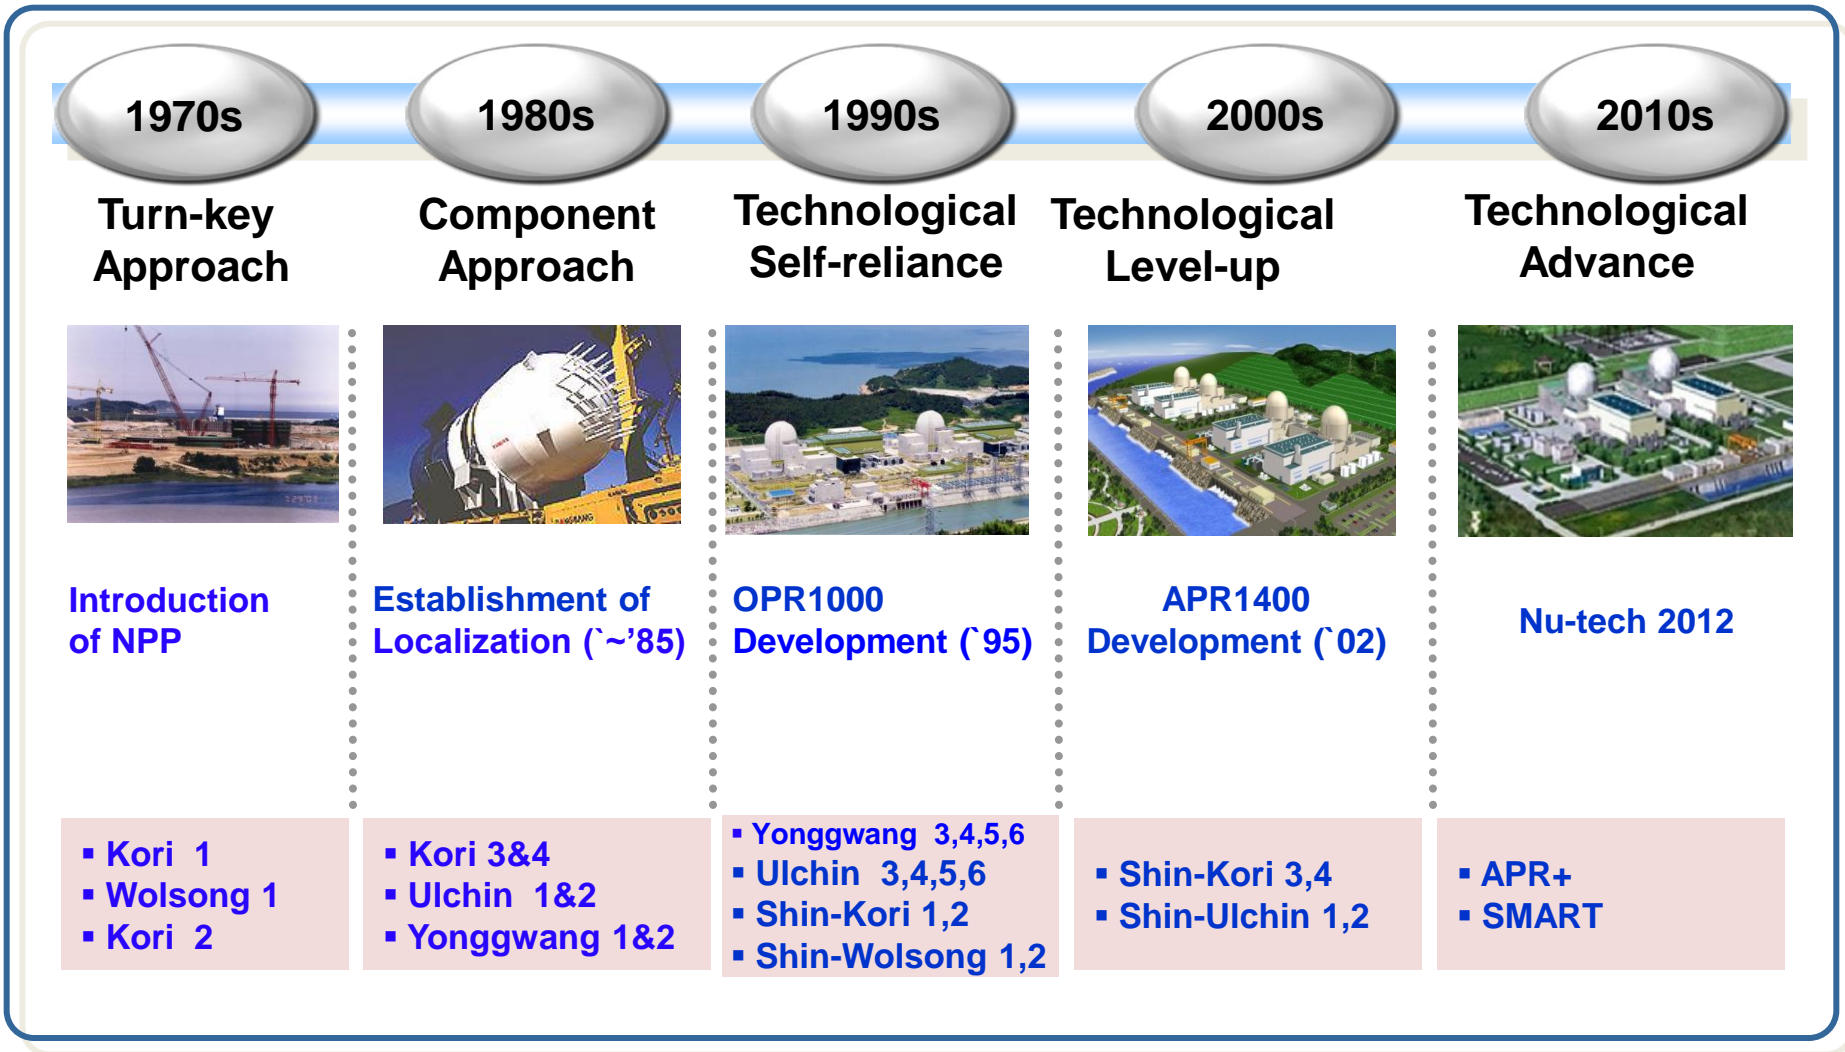 1970s
1980s
1990s
2000s
2010s
Turn-key
Approach
Component
Approach
Technological
Self-reliance
Technological
Level-up
Technological
Advance
Introduction
of NPP
Establishment of
Localization (`~’85)
OPR1000
Development (`95)
APR1400
Development (`02)
Nu-tech 2012
▪ Kori 1
▪ Wolsong 1
▪ Kori 2
▪ Kori 3&4
▪ Ulchin 1&2
▪ Yonggwang 1&2
▪ Yonggwang 3,4,5,6
▪ Ulchin 3,4,5,6
▪ Shin-Kori 1,2
▪ Shin-Wolsong 1,2
▪ Shin-Kori 3,4
▪ Shin-Ulchin 1,2
▪ APR+
▪ SMART